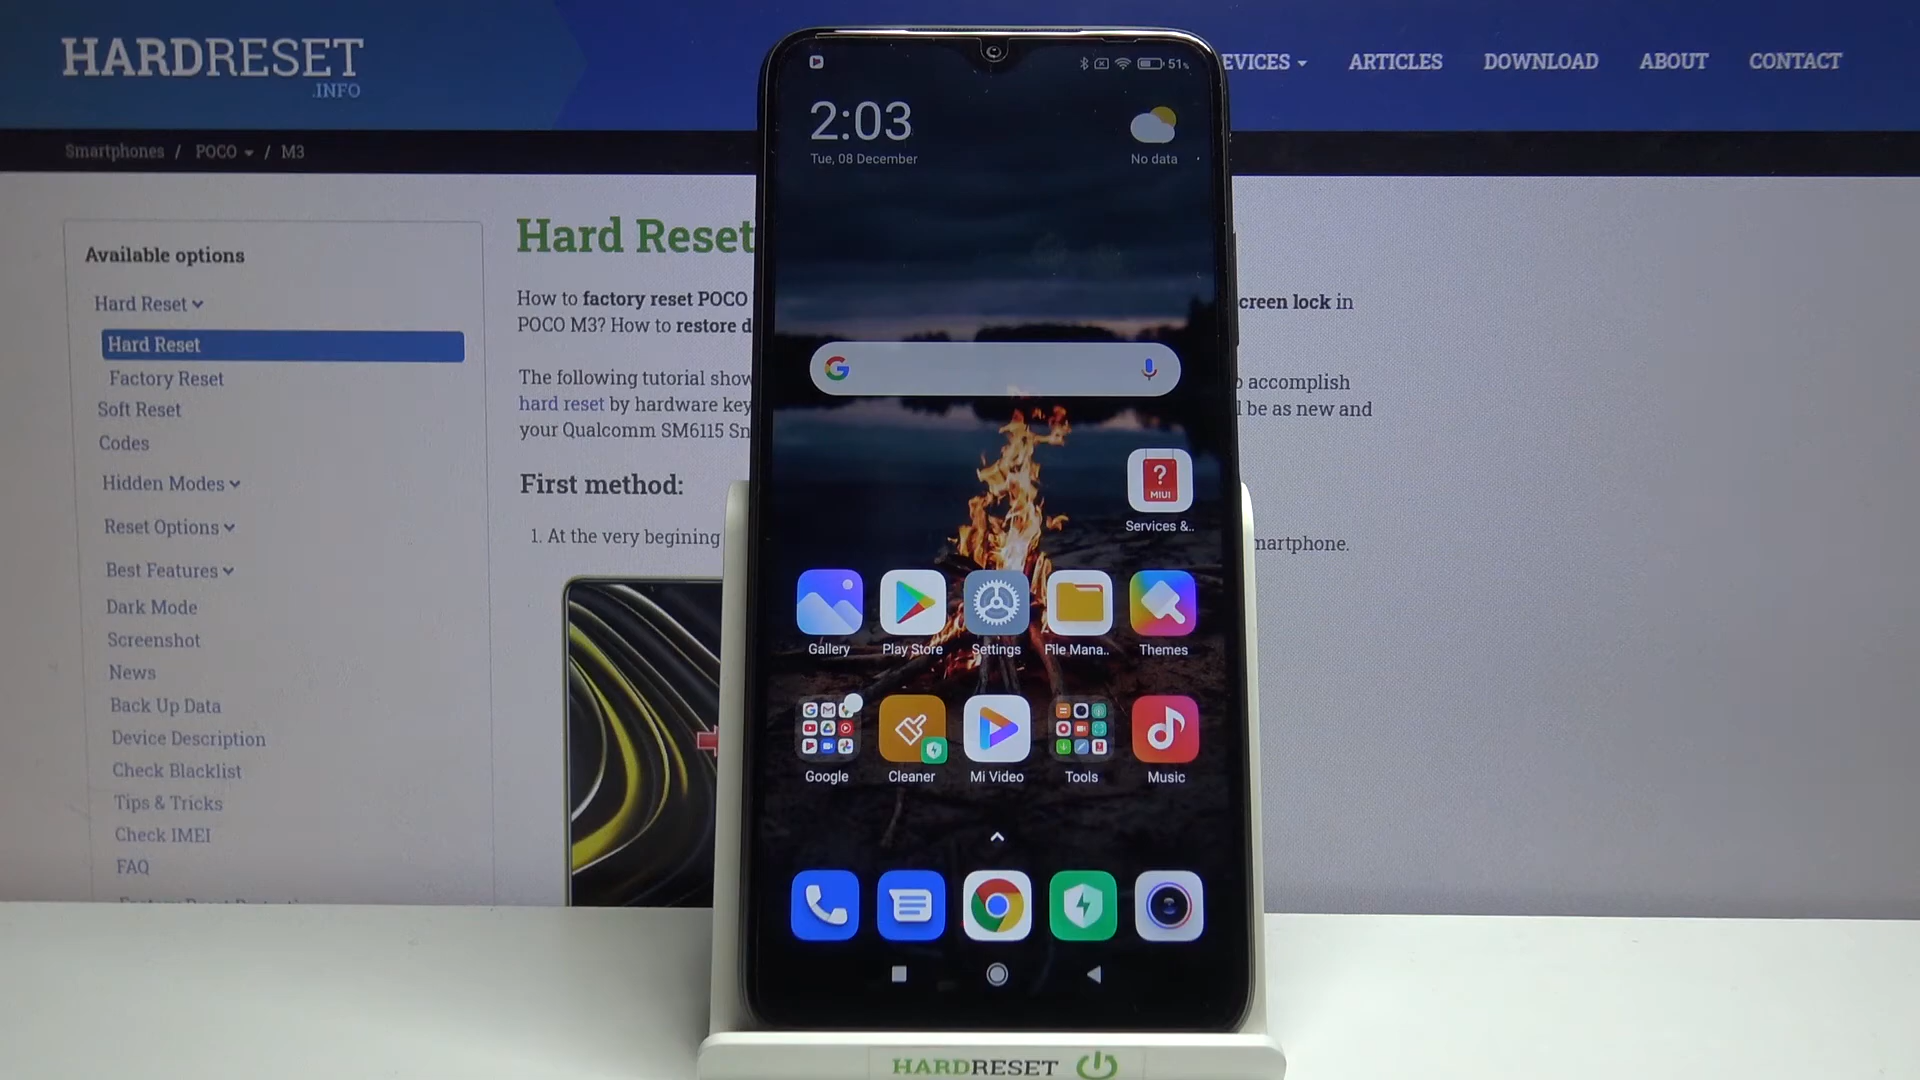 HARDRESET
.INFO
EVICES
ARTICLES
DOWNLOAD
ABOUT
CONTACT
Smartphones / POCO / M3
Available options
Hard Reset
Hard Reset
Factory Reset
Soft Reset
Codes
Hidden Modes
Reset Options
Best Features
Dark Mode
Screenshot
News
Back Up Data
Device Description
Check Blacklist
Tips & Tricks
Check IMEI
FAQ
Hard Reset
How to factory reset POCO
creen lock in
POCO M3? How to restore d
The following tutorial show
o accomplish
hard reset by hardware key
l be as new and
your Qualcomm SM6115 Sn
First method:
1. At the very begining
martphone.
51%
2:03
Tue, 08 December
No data
?
MIUI
Services &..
Gallery
Play Store
Settings
File Mana..
Themes
Google
Cleaner
Mi Video
Tools
Music
HARDRESET